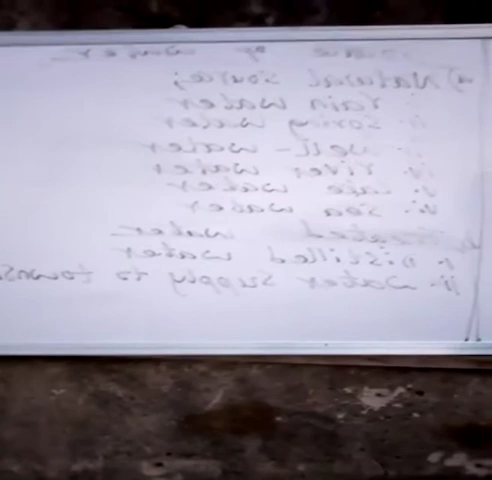 of water
a) Natural source;
i. rain water
ii. spring water
iii. well - water
iv. river water
v. lake water
vi. sea water
b. Treated water
i. Distilled water
ii. water supply to towns.